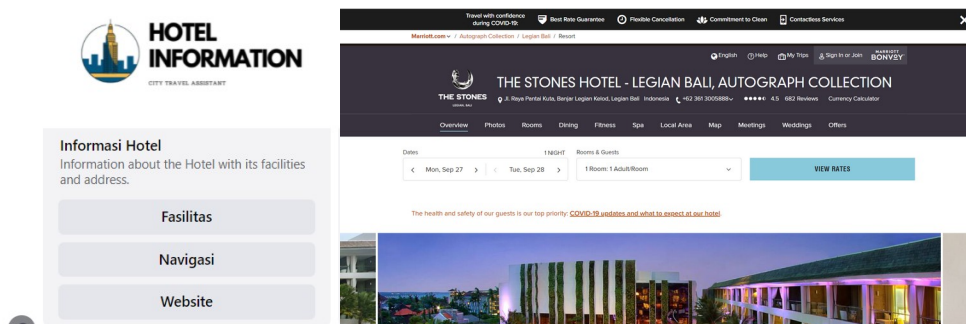 HOTEL
INFORMATION
CITY TRAVEL ASSISTANT
Informasi Hotel
Information about the Hotel with its facilities
and address.
Fasilitas
Navigasi
Website
Travel with confidence
during COVID-19:
Best Rate Guarantee
Flexible Cancellation
Commitment to Clean
Contactless Services
Marriott.com / Autograph Collection / Legian Bali / Resort
English
Help
My Trips
Sign In or Join
MARRIOTT
BONVOY
THE STONES
LEGIAN, BALI
THE STONES HOTEL - LEGIAN BALI, AUTOGRAPH COLLECTION
Jl. Raya Pantai Kuta, Banjar Legian Kelod, Legian Bali Indonesia +62 361 3005888 4.5 682 Reviews Currency Calculator
Overview Photos Rooms Dining Fitness Spa Local Area Map Meetings Weddings Offers
Dates 1 NIGHT Rooms & Guests
Mon, Sep 27 Tue, Sep 28 1 Room: 1 Adult/Room VIEW RATES
The health and safety of our guests is our top priority: COVID-19 updates and what to expect at our hotel.